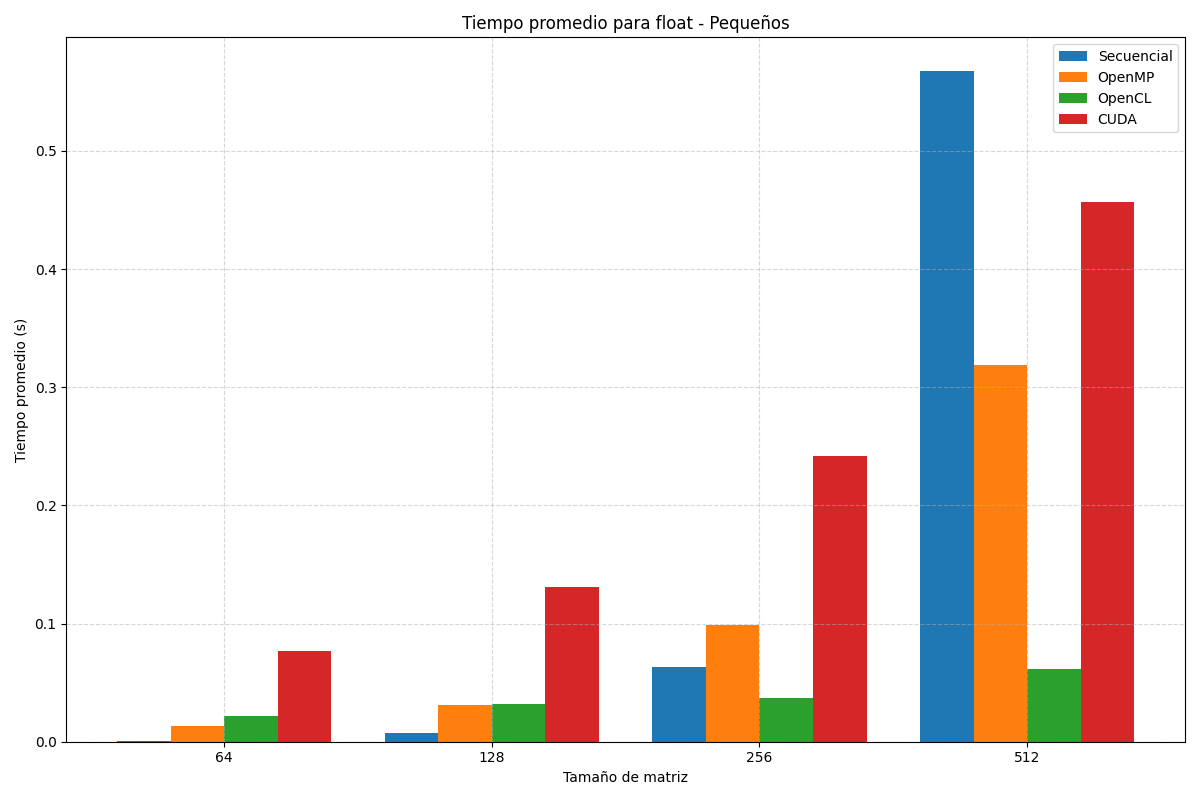 Tiempo promedio para float - Pequeños
Secuencial
OpenMP
OpenCL
CUDA
Tiempo promedio (s)
0.5
0.4
0.3
0.2
0.1
0.0
64
128
256
512
Tamaño de matriz